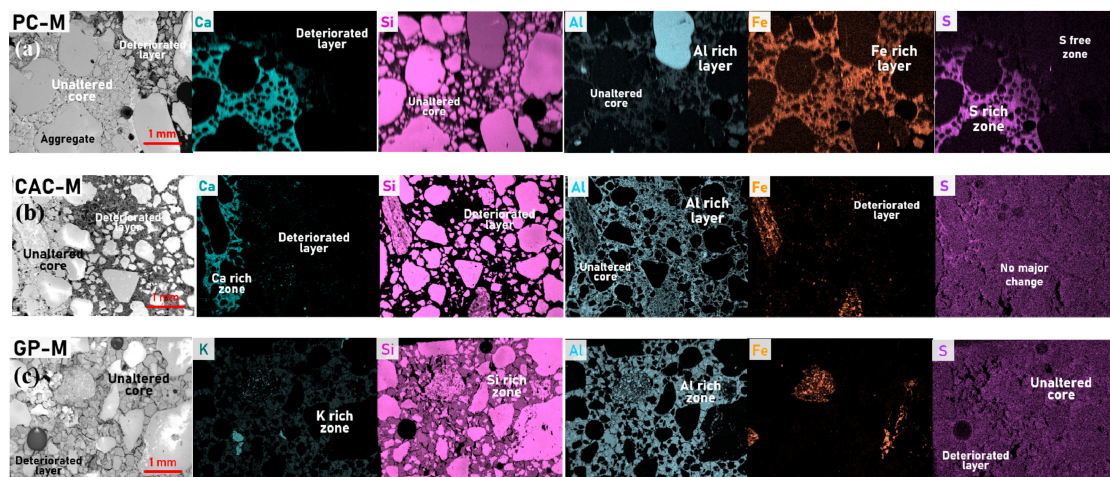 PC-M
(a)
Deteriorated
layer
Unaltered
core
Aggregate
1 mm
Ca
Deteriorated
layer
Si
Unaltered
core
Al
Al rich
layer
Unaltered
core
Fe
Fe rich
layer
S
S free
zone
S rich
zone
CAC-M
(b)
Deteriorated
layer
Unaltered
core
1 mm
Ca
Deteriorated
layer
Ca rich
zone
Si
Deteriorated
layer
Al
Al rich
layer
Unaltered
core
Fe
Deteriorated
layer
S
No major
change
GP-M
(c)
Unaltered
core
Deteriorated
layer
1 mm
K
K rich
zone
Si
Si rich
zone
Al
Al rich
zone
Fe
S
Unaltered
core
Deteriorated
layer